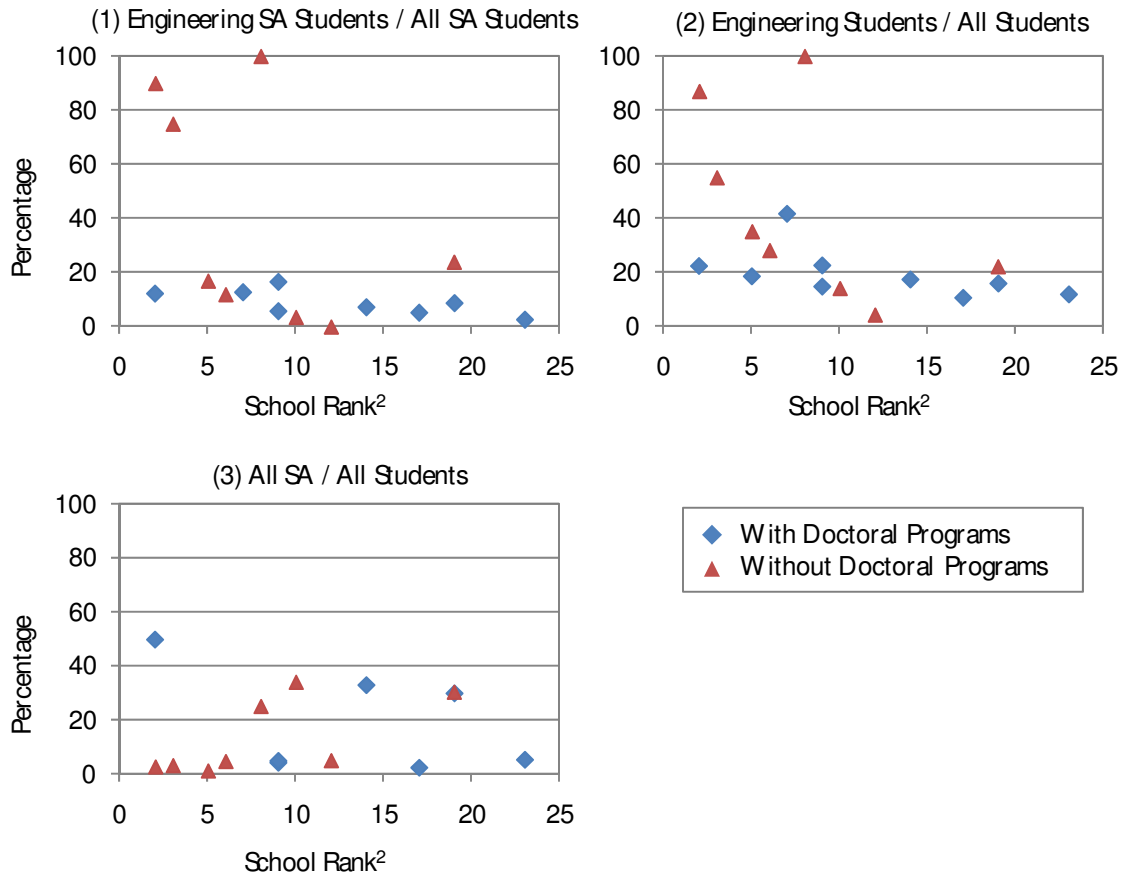 (1) Engineering SA Students / All SA Students
100
80
60
40
20
0
Percentage
0 5 10 15 20 25
School Rank²
(2) Engineering Students / All Students
100
80
60
40
20
0
0 5 10 15 20 25
School Rank²
(3) All SA / All Students
100
80
60
40
20
0
Percentage
0 5 10 15 20 25
School Rank²
With Doctoral Programs
Without Doctoral Programs